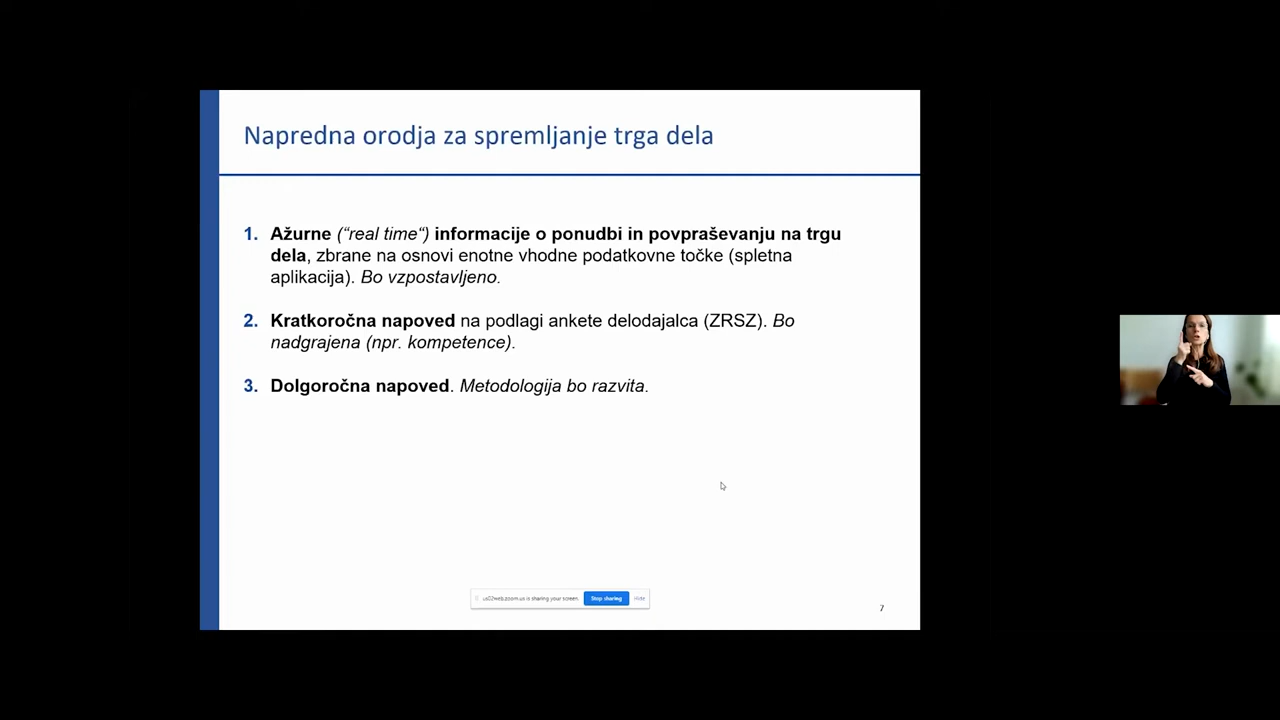 Napredna orodja za spremljanje trga dela
1. Ažurne (“real time“) informacije o ponudbi in povpraševanju na trgu
dela, zbrane na osnovi enotne vhodne podatkovne točke (spletna
aplikacija). Bo vzpostavljeno.
2. Kratkoročna napoved na podlagi ankete delodajalca (ZRSZ). Bo
nadgrajena (npr. kompetence).
3. Dolgoročna napoved. Metodologija bo razvita.
us02web.zoom.us is sharing your screen. Stop sharing Hide
7